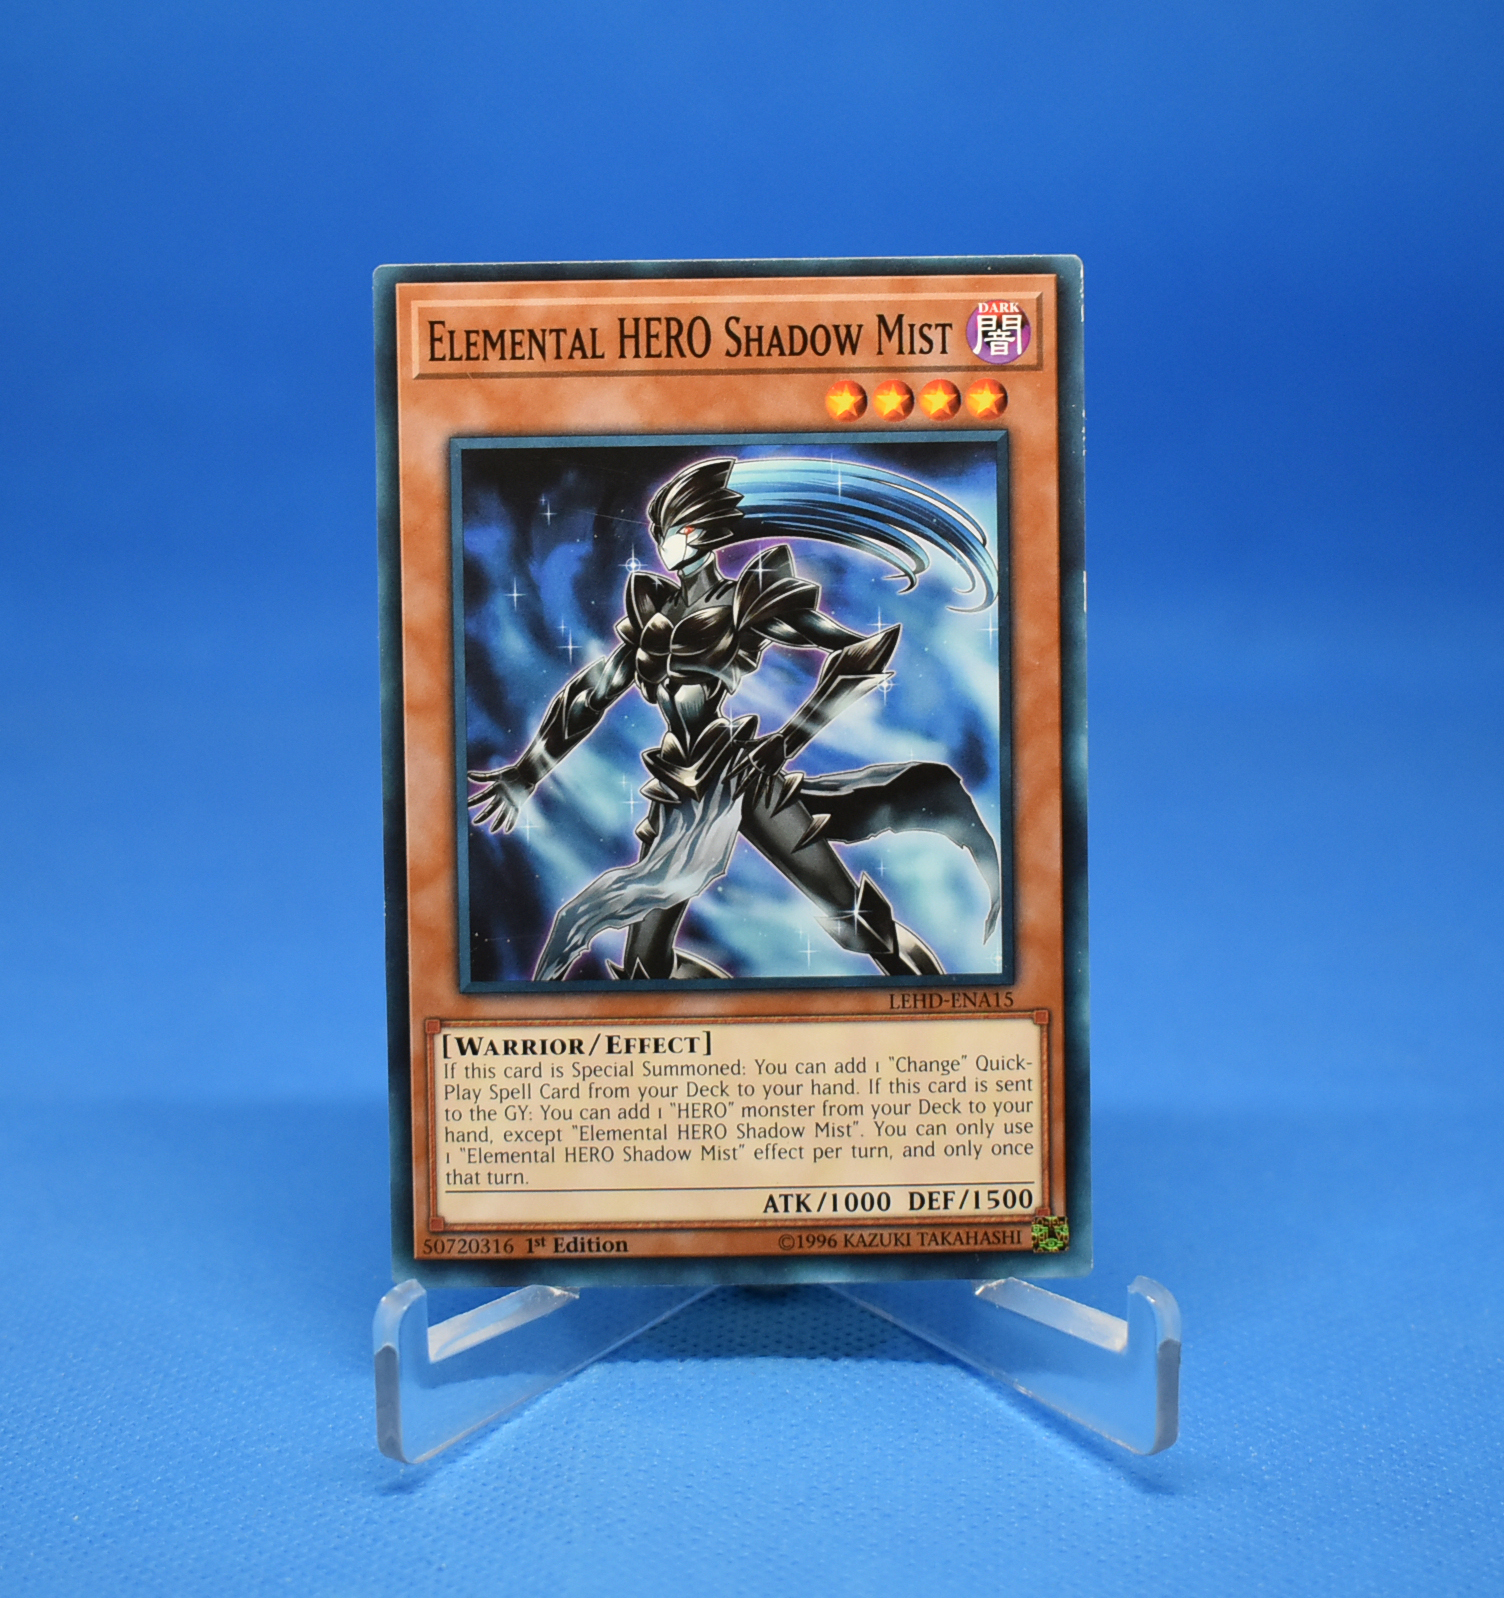 Elemental HERO Shadow Mist
DARK
闇
LEHD-ENA15
[Warrior/Effect]
If this card is Special Summoned: You can add 1 "Change" Quick-
Play Spell Card from your Deck to your hand. If this card is sent
to the GY: You can add 1 "HERO" monster from your Deck to your
hand, except "Elemental HERO Shadow Mist". You can only use
1 "Elemental HERO Shadow Mist" effect per turn, and only once
that turn.
ATK/1000 DEF/1500
50720316 1st Edition
©1996 KAZUKI TAKAHASHI